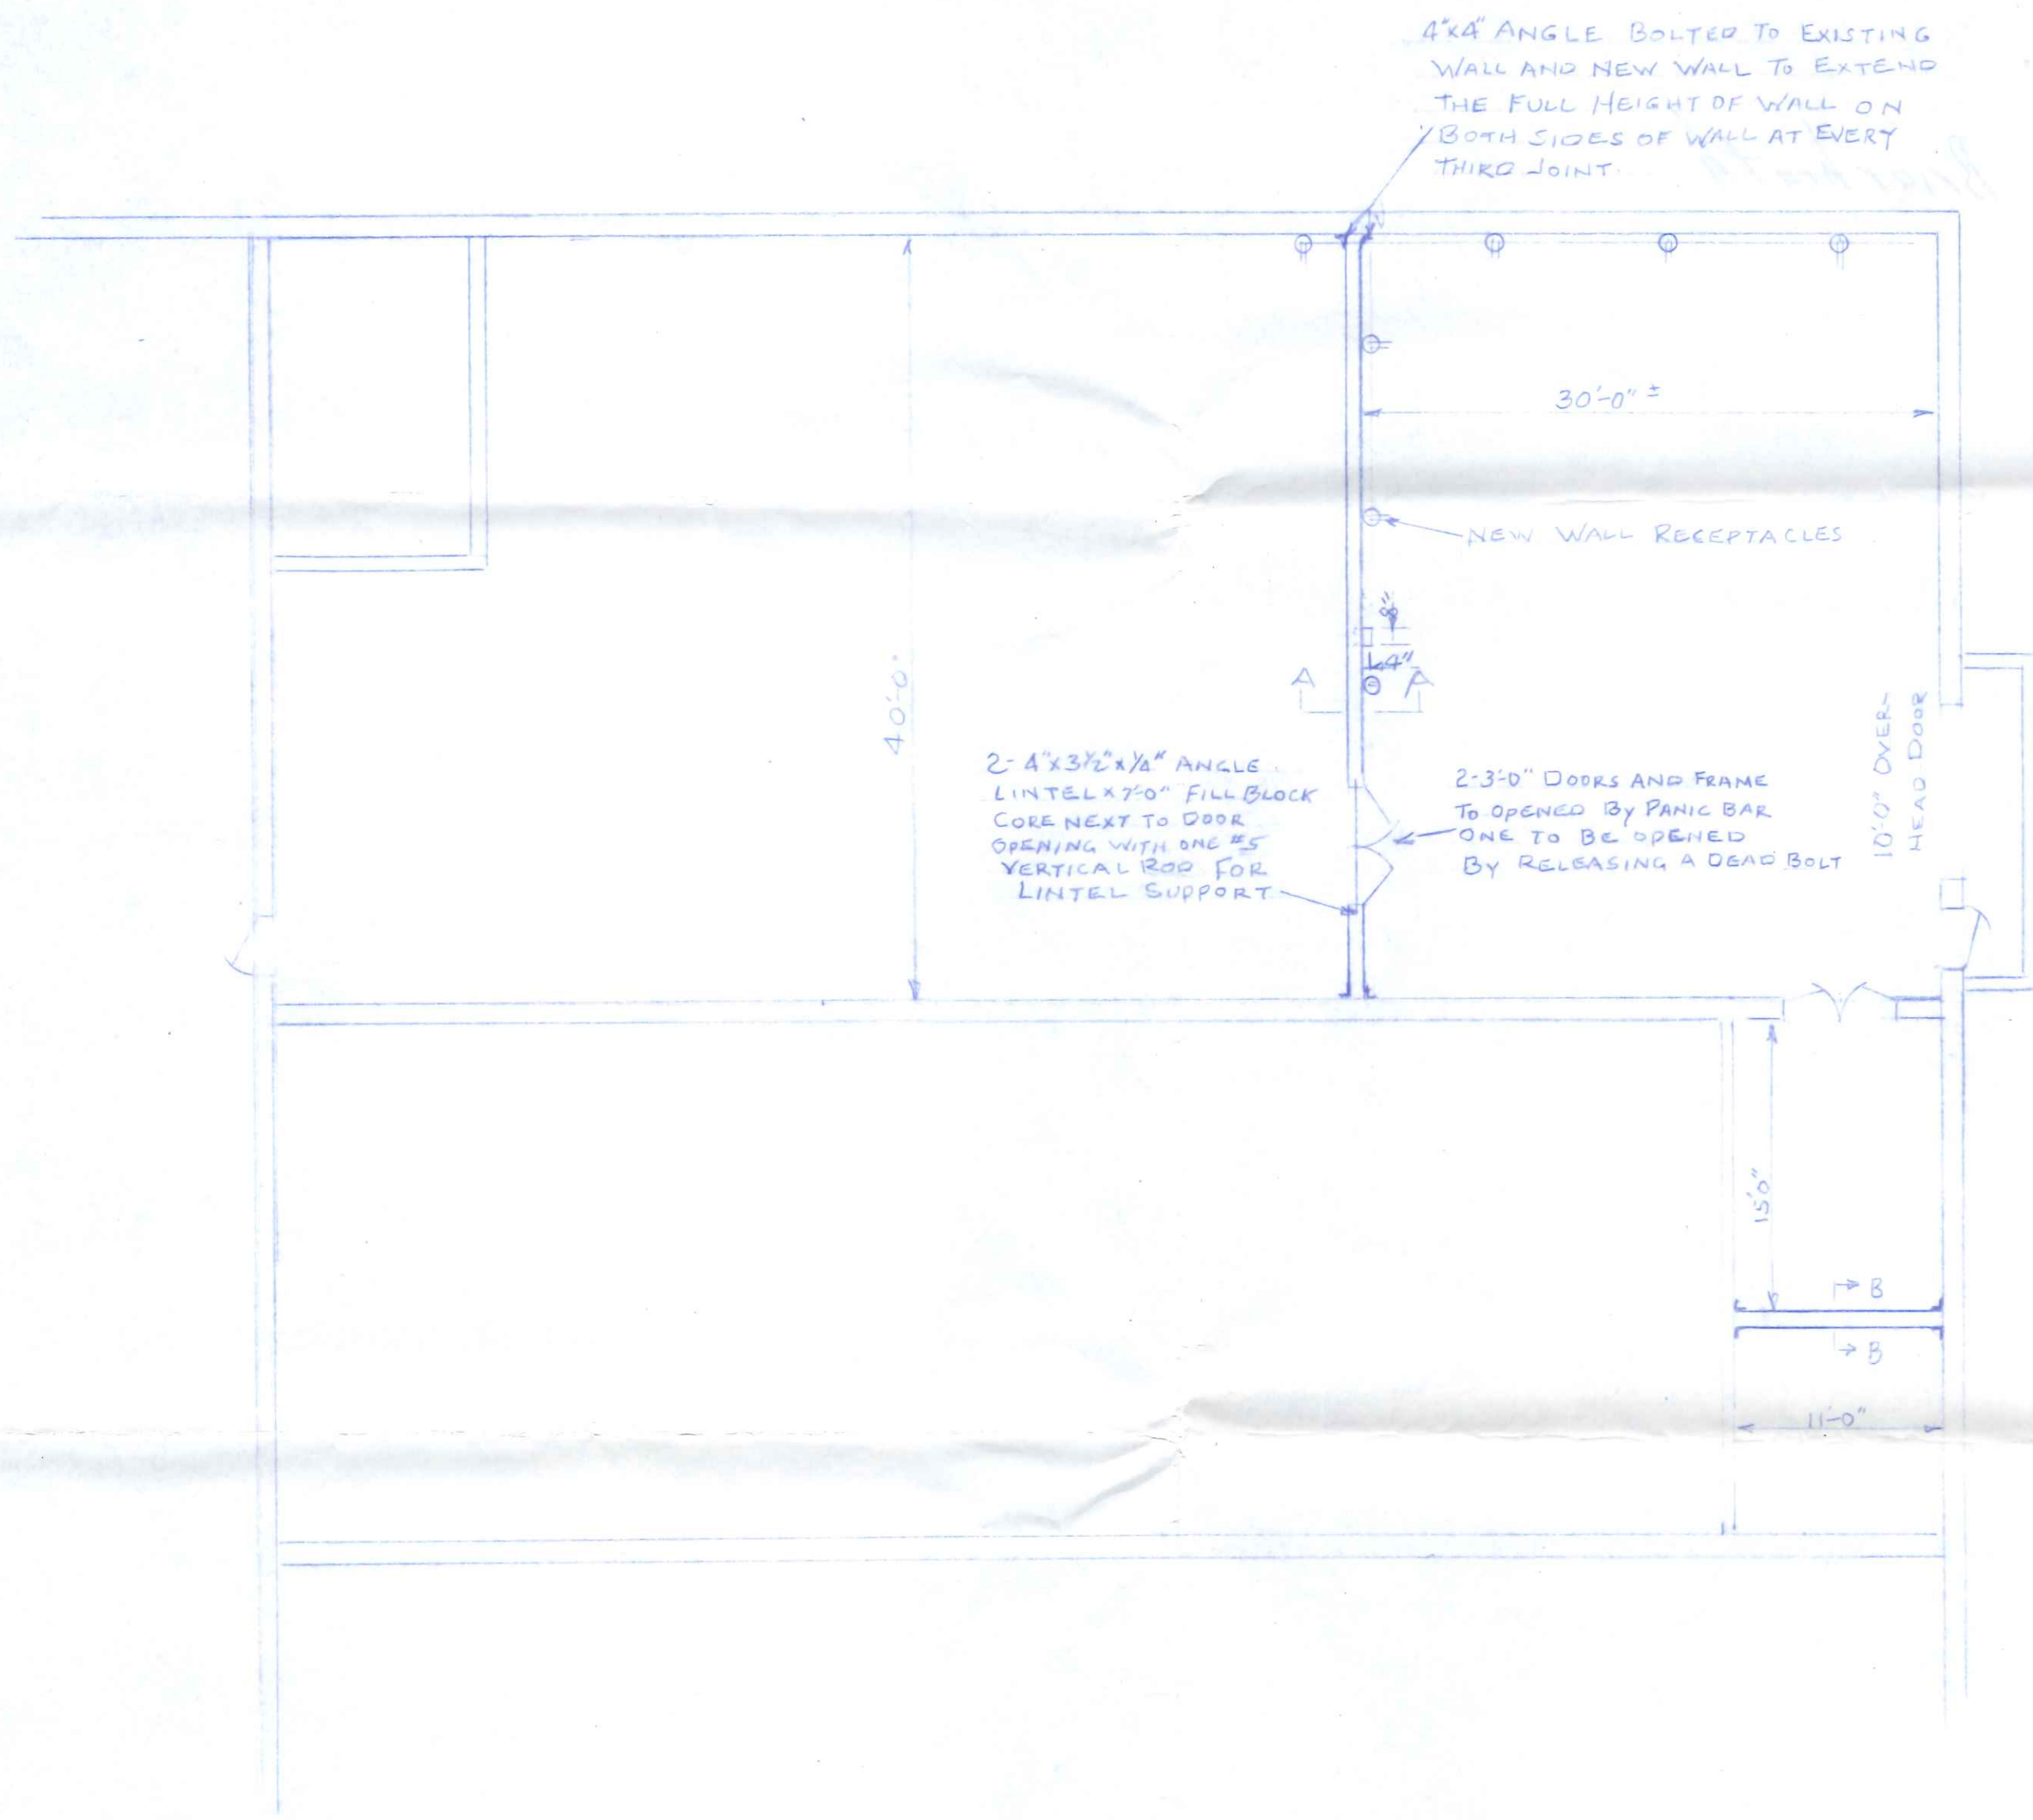 4"x4" ANGLE BOLTED TO EXISTING
WALL AND NEW WALL TO EXTEND
THE FULL HEIGHT OF WALL ON
BOTH SIDES OF WALL AT EVERY
THIRD JOINT.
30'-0" ±
NEW WALL RECEPTACLES
8"
4"
A
A
40'-0"
2-4"x3½"x¼" ANGLE
LINTEL x 7'-0" FILL BLOCK
CORE NEXT TO DOOR
OPENING WITH ONE #5
VERTICAL ROD FOR
LINTEL SUPPORT
2-3'-0" DOORS AND FRAME
TO OPENED BY PANIC BAR
ONE TO BE OPENED
BY RELEASING A DEAD BOLT
10'-0" OVER-
HEAD DOOR
15'0"
B
B
11'-0"